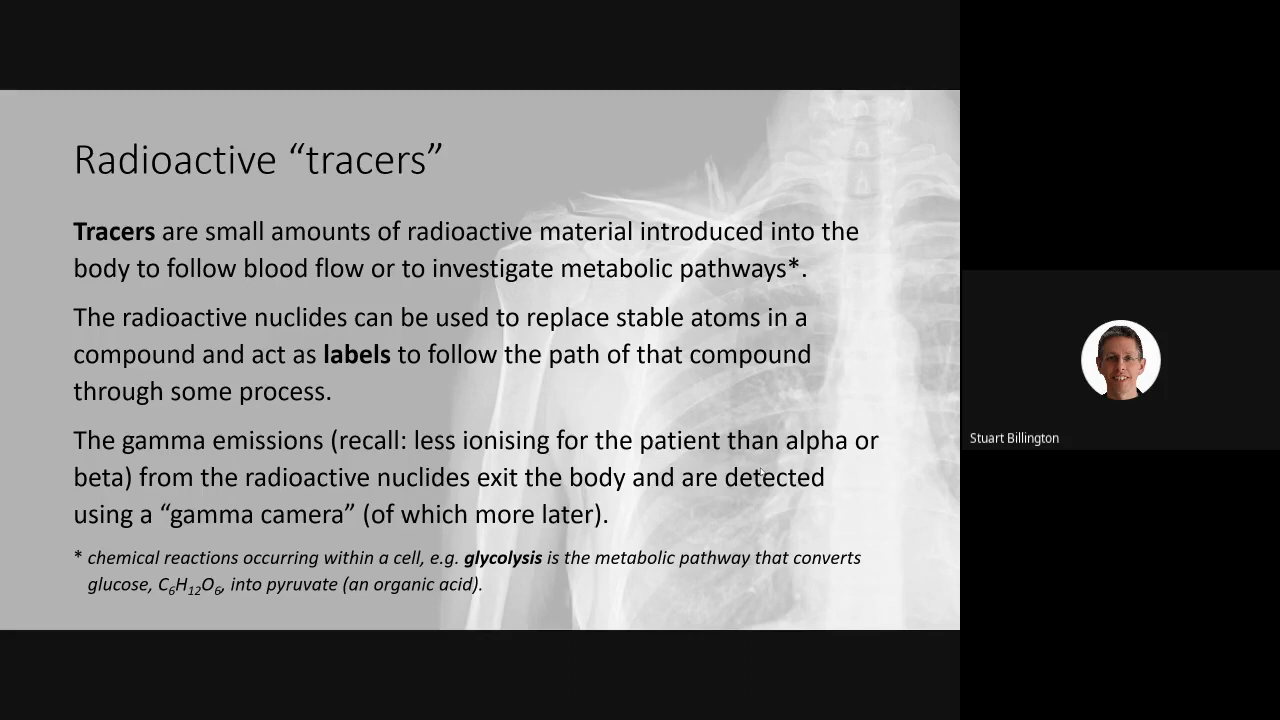 Radioactive “tracers”
Tracers are small amounts of radioactive material introduced into the
body to follow blood flow or to investigate metabolic pathways*.
The radioactive nuclides can be used to replace stable atoms in a
compound and act as labels to follow the path of that compound
through some process.
The gamma emissions (recall: less ionising for the patient than alpha or
beta) from the radioactive nuclides exit the body and are detected
using a “gamma camera” (of which more later).
* chemical reactions occurring within a cell, e.g. glycolysis is the metabolic pathway that converts
glucose, C₆H₁₂O₆, into pyruvate (an organic acid).
Stuart Billington